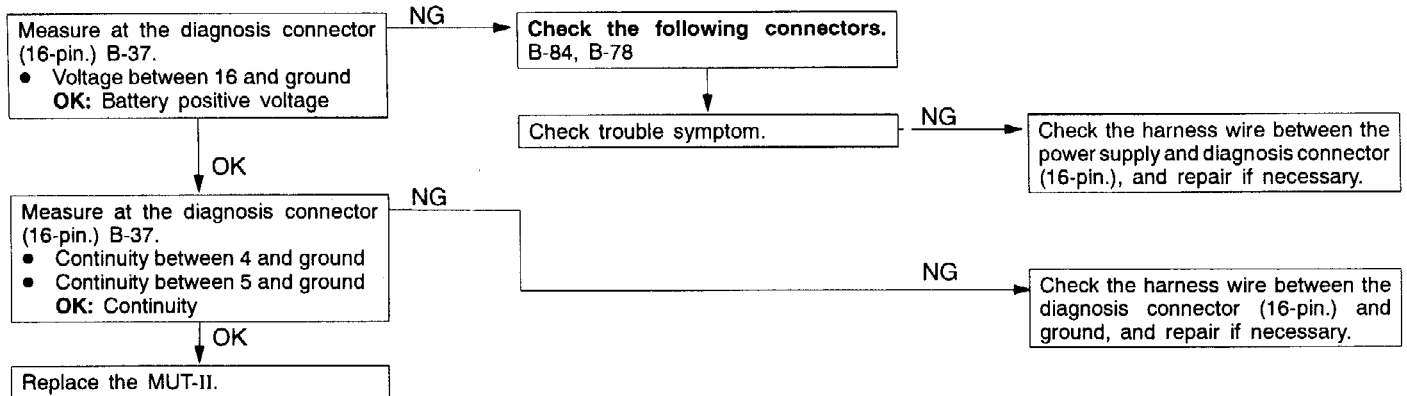 Measure at the diagnosis connector
(16-pin.) B-37.
● Voltage between 16 and ground
OK: Battery positive voltage
NG
Check the following connectors.
B-84, B-78
Check trouble symptom.
NG
Check the harness wire between the
power supply and diagnosis connector
(16-pin.), and repair if necessary.
OK
Measure at the diagnosis connector
(16-pin.) B-37.
● Continuity between 4 and ground
● Continuity between 5 and ground
OK: Continuity
NG
NG
Check the harness wire between the
diagnosis connector (16-pin.) and
ground, and repair if necessary.
OK
Replace the MUT-II.